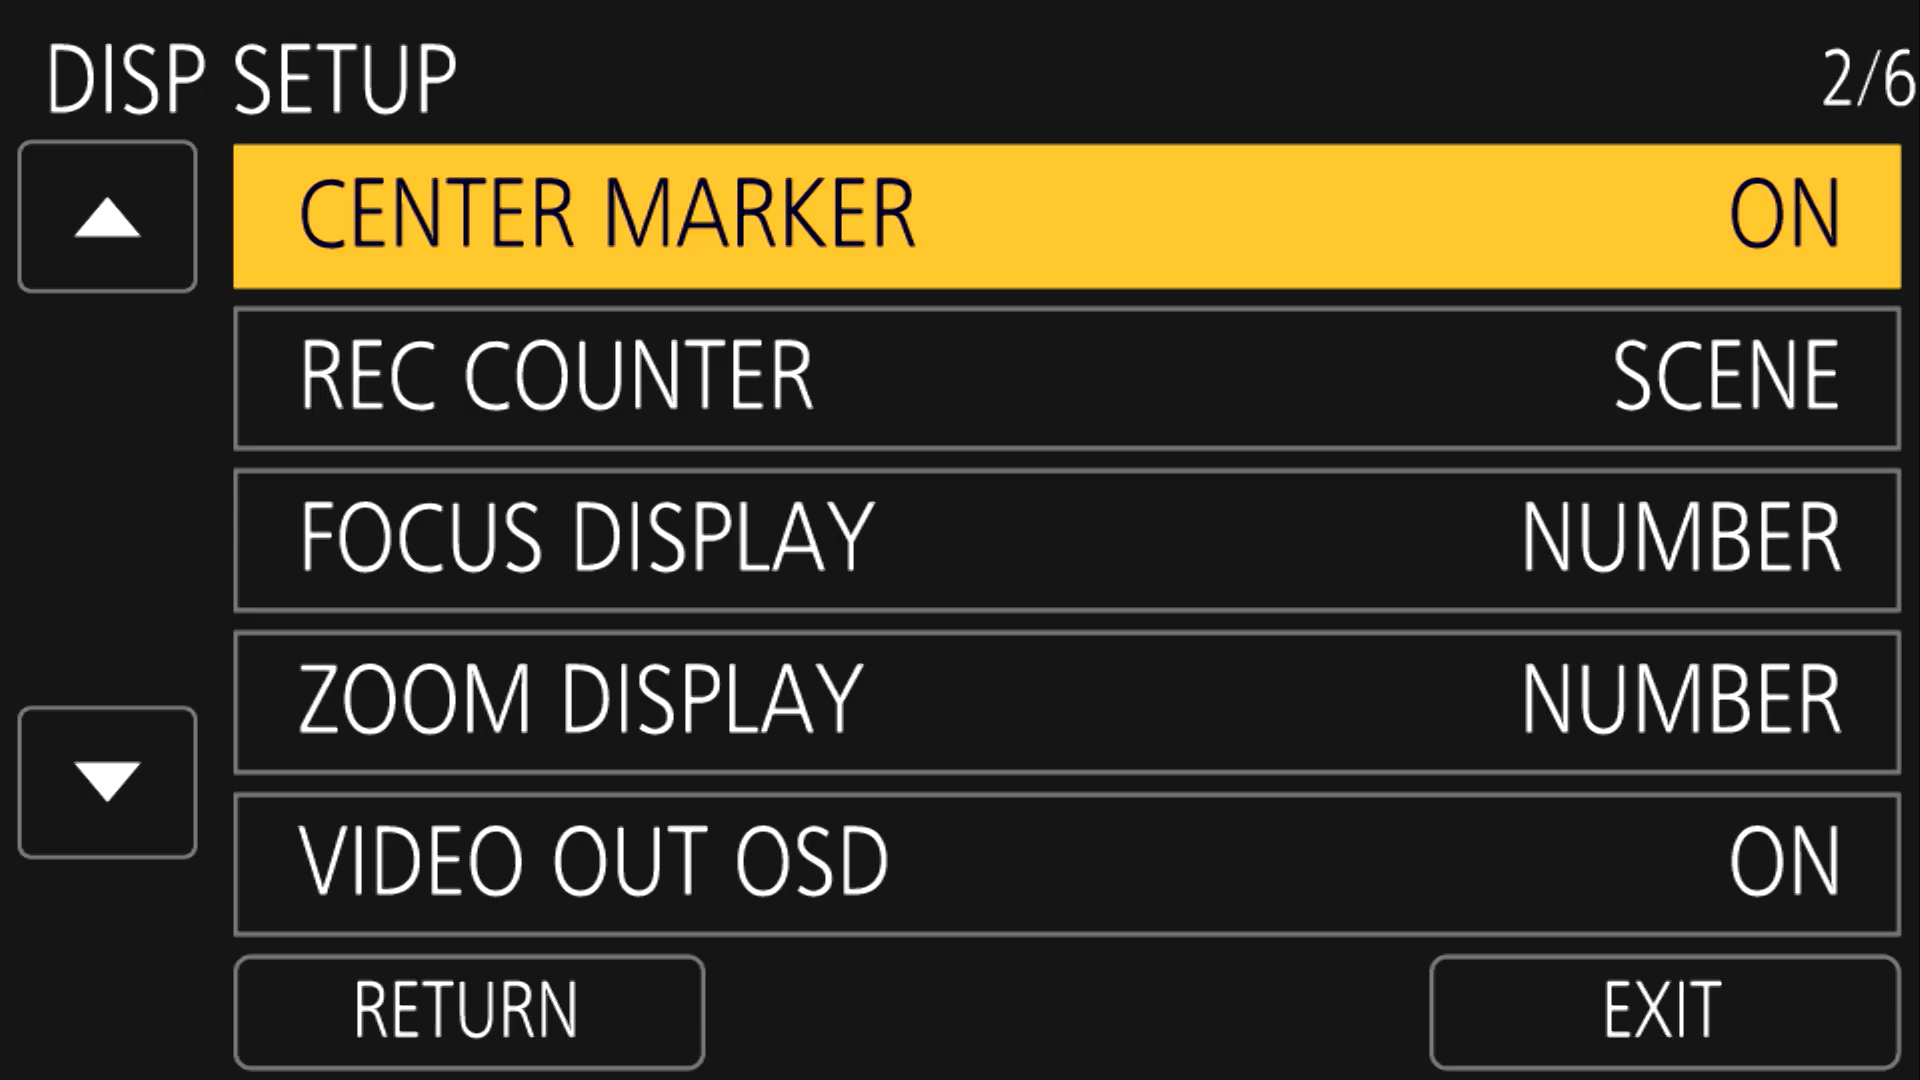 DISP SETUP 2/6
CENTER MARKER ON
REC COUNTER SCENE
FOCUS DISPLAY NUMBER
ZOOM DISPLAY NUMBER
VIDEO OUT OSD ON
RETURN EXIT